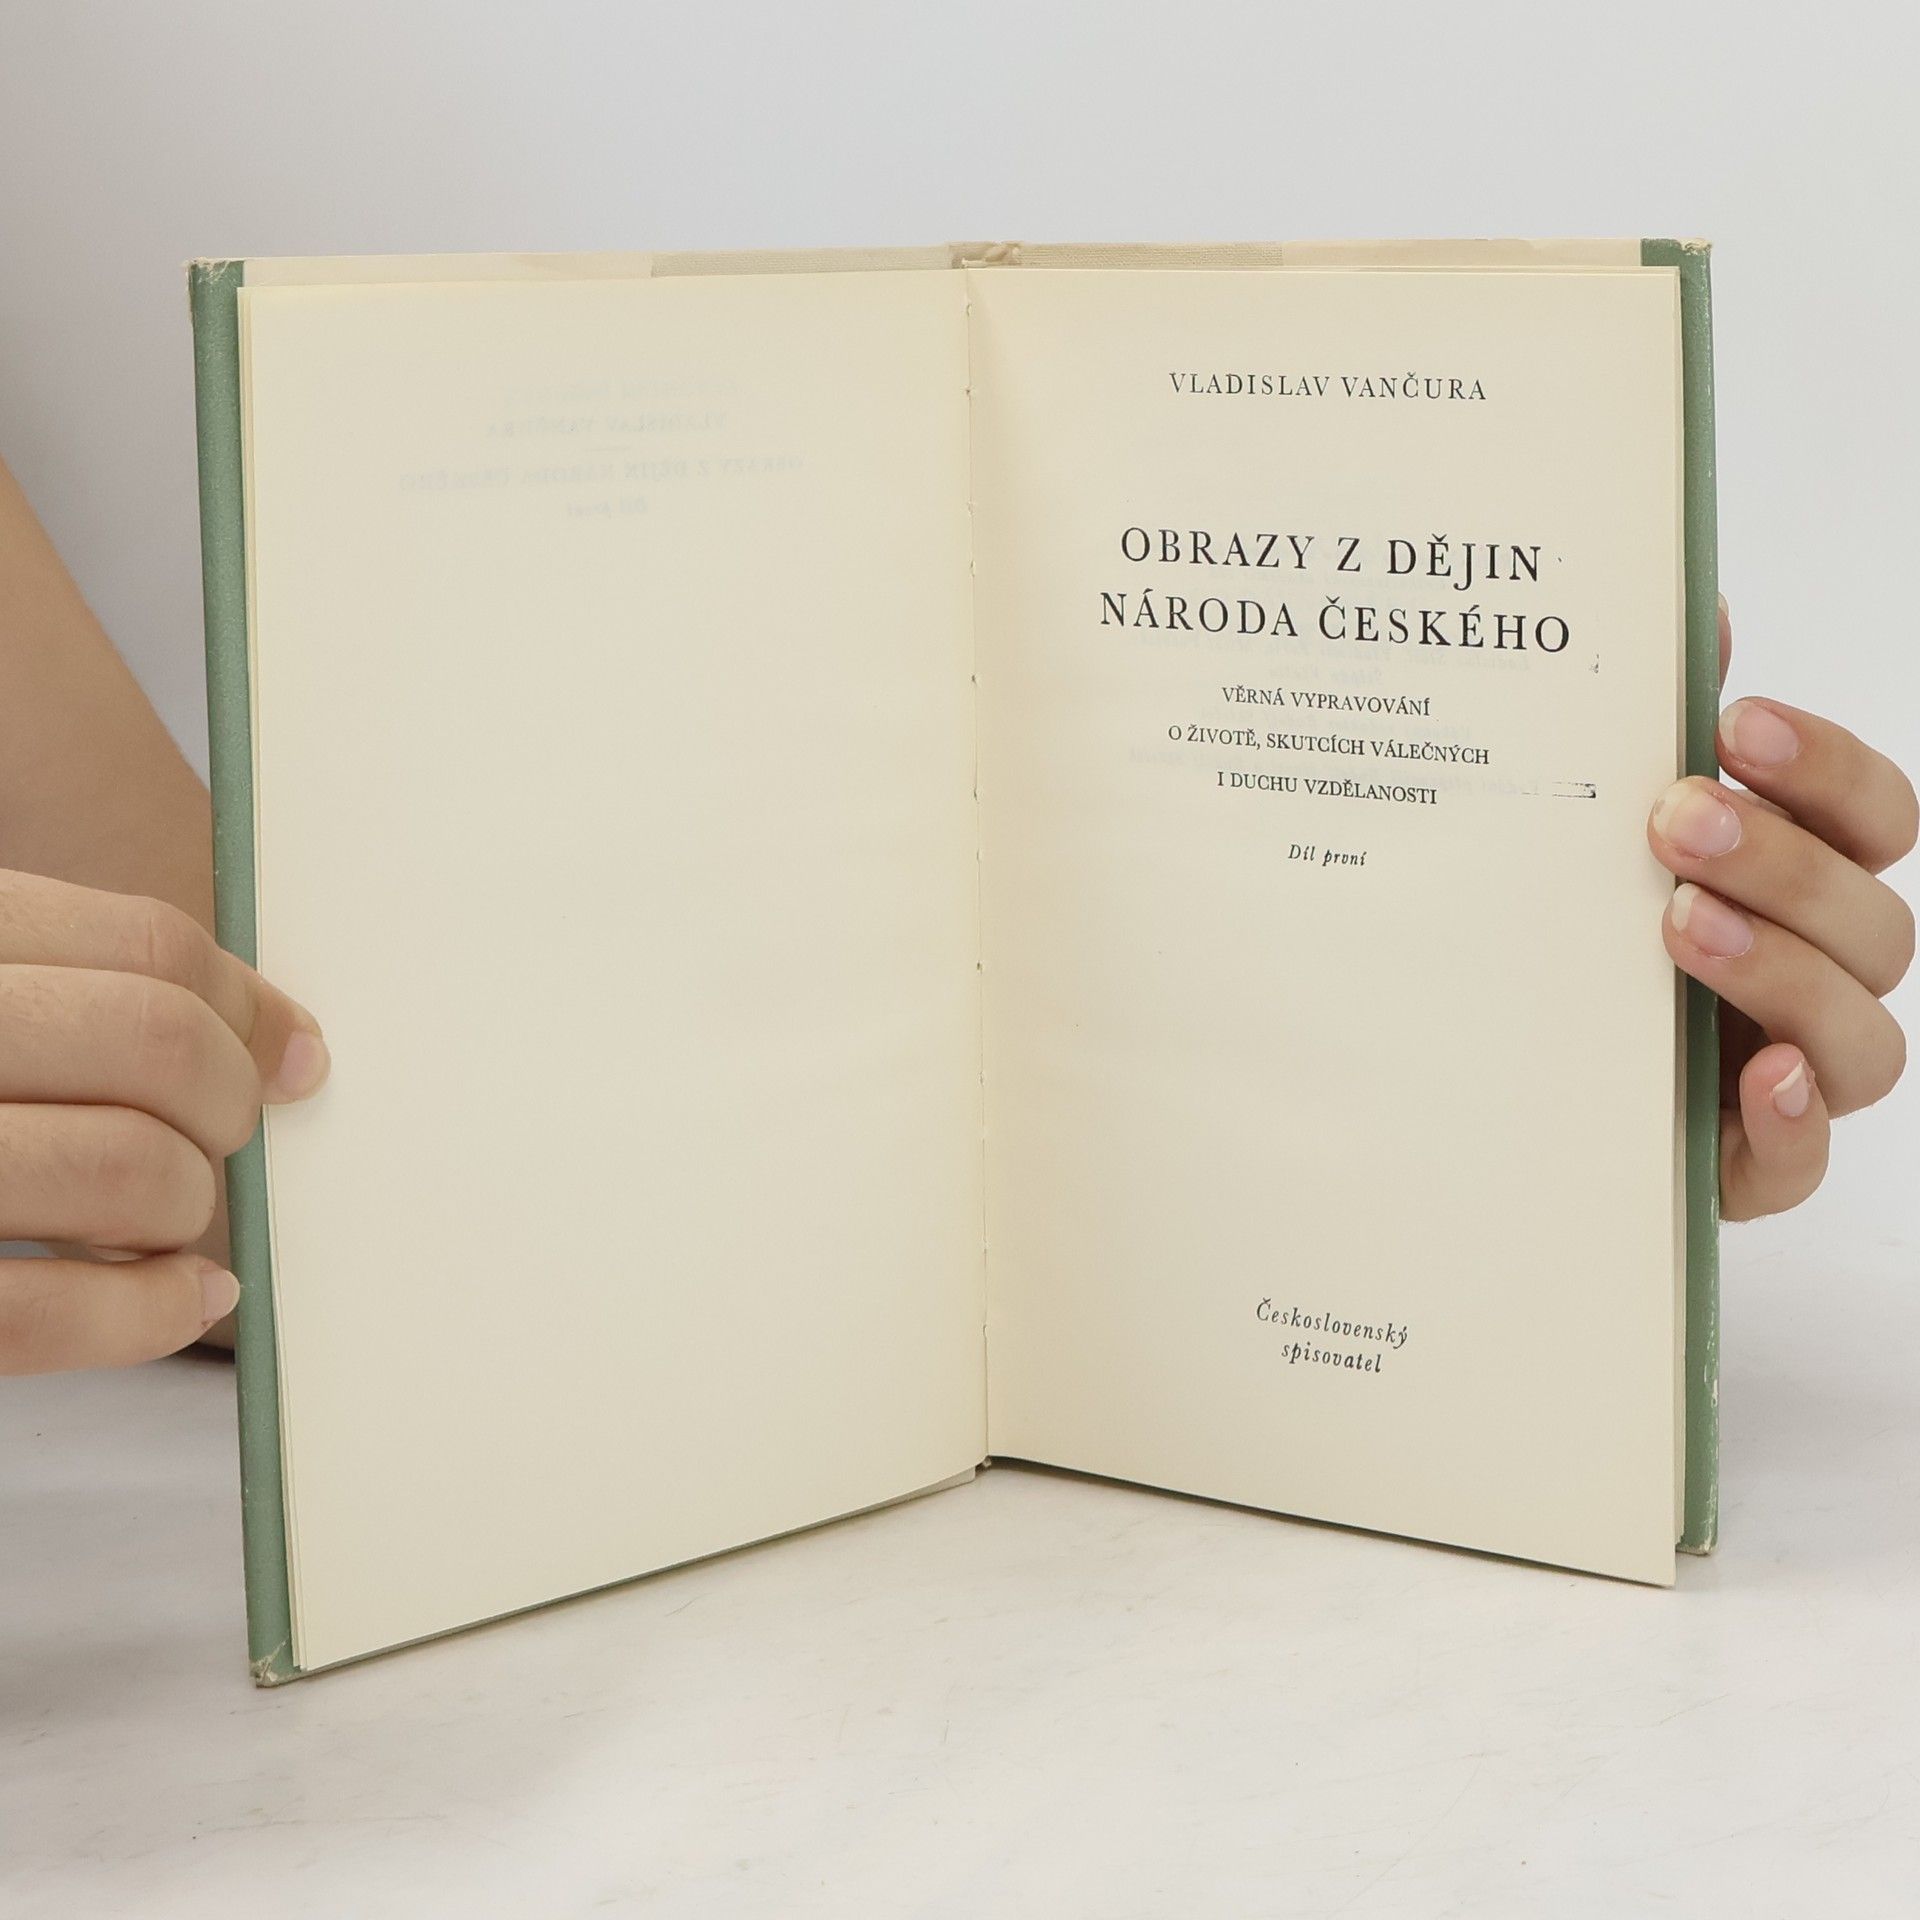 VLADISLAV VANČURA
OBRAZY Z DĚJIN
NÁRODA ČESKÉHO
VĚRNÁ VYPRAVOVÁNÍ
O ŽIVOTĚ, SKUTCÍCH VÁLEČNÝCH
I DUCHU VZDĚLANOSTI
Díl první
Československý
spisovatel